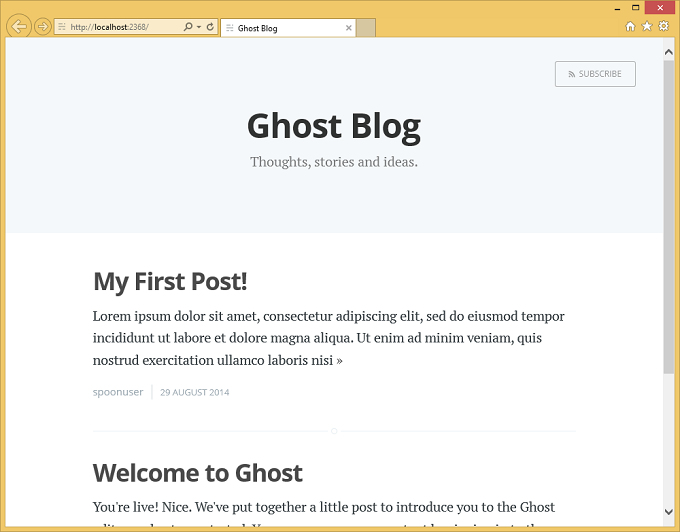 http://localhost:2368/
Ghost Blog
SUBSCRIBE
Ghost Blog
Thoughts, stories and ideas.
My First Post!
Lorem ipsum dolor sit amet, consectetur adipiscing elit, sed do eiusmod tempor
incididunt ut labore et dolore magna aliqua. Ut enim ad minim veniam, quis
nostrud exercitation ullamco laboris nisi »
spoonuser 29 AUGUST 2014
Welcome to Ghost
You're live! Nice. We've put together a little post to introduce you to the Ghost